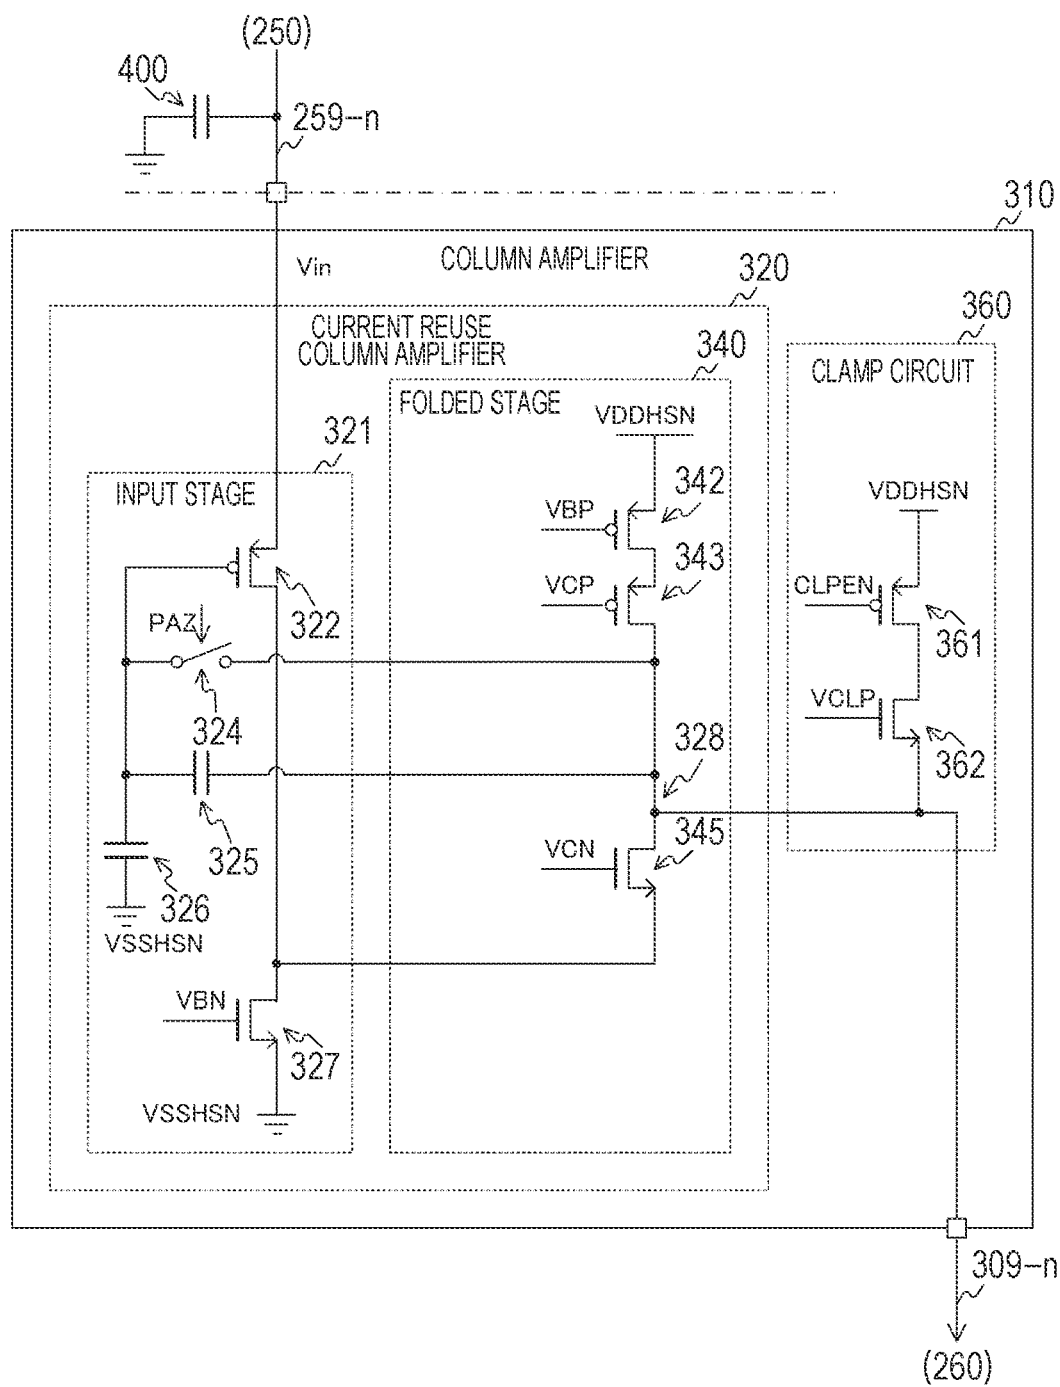 (250)
400
259-n
310
Vin
COLUMN AMPLIFIER
320
CURRENT REUSE
COLUMN AMPLIFIER
340
360
CLAMP CIRCUIT
FOLDED STAGE
VDDHSN
321
INPUT STAGE
342
VBP
VDDHSN
343
VCP
CLPEN
322
PAZ
361
324
VCLP
328
362
325
VCN
345
326
VSSHSN
VBN
327
VSSHSN
309-n
(260)